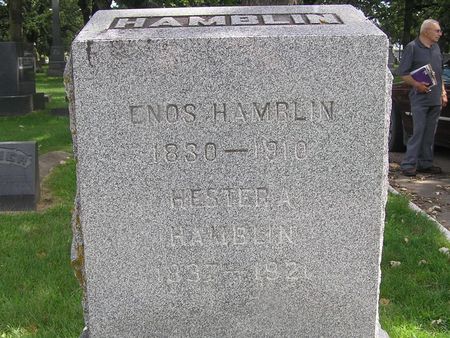 HAMBLIN
ENOS HAMBLIN
1830–1910
HESTER A
HAMBLIN
1837–1921